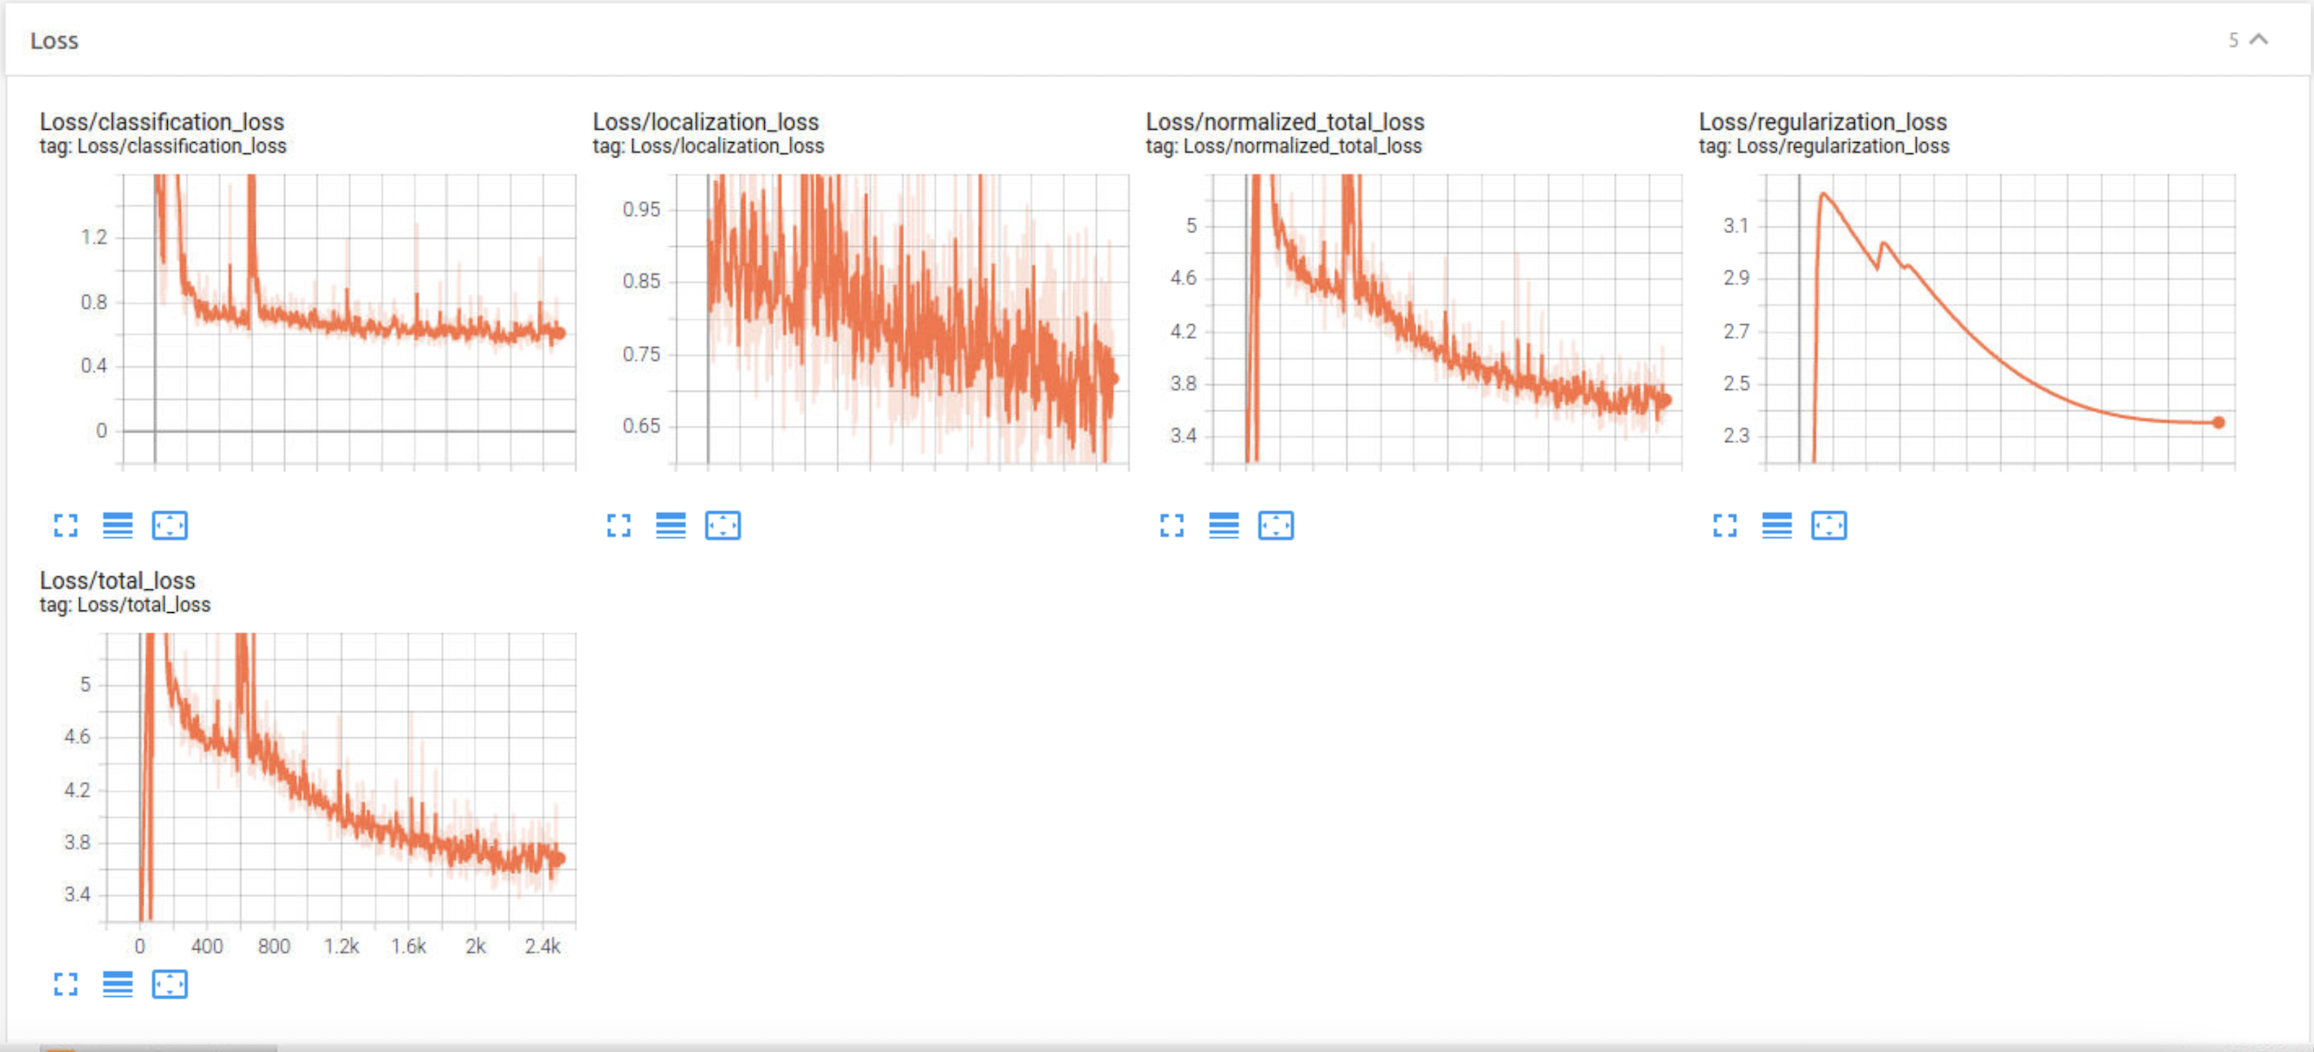 Loss
5
Loss/classification_loss
tag: Loss/classification_loss
1.2
0.8
0.4
0
Loss/localization_loss
tag: Loss/localization_loss
0.95
0.85
0.75
0.65
Loss/normalized_total_loss
tag: Loss/normalized_total_loss
5
4.6
4.2
3.8
3.4
Loss/regularization_loss
tag: Loss/regularization_loss
3.1
2.9
2.7
2.5
2.3
Loss/total_loss
tag: Loss/total_loss
5
4.6
4.2
3.8
3.4
0 400 800 1.2k 1.6k 2k 2.4k